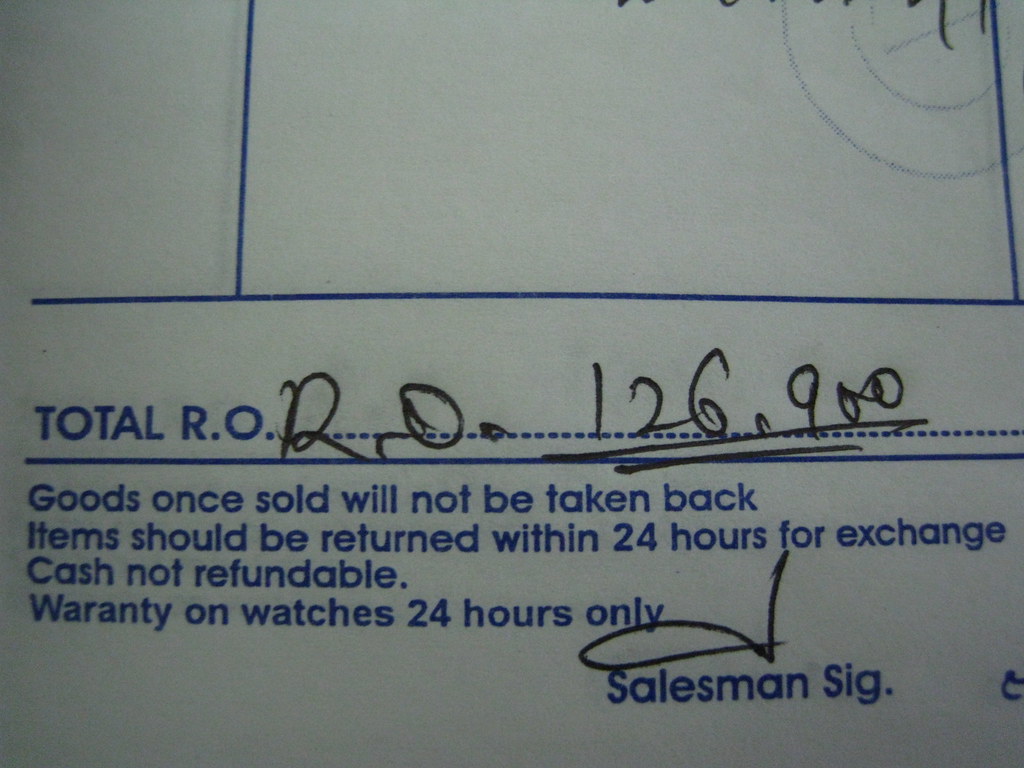 TOTAL R.O. R.O. 126.900
Goods once sold will not be taken back
Items should be returned within 24 hours for exchange
Cash not refundable.
Waranty on watches 24 hours only
Salesman Sig.